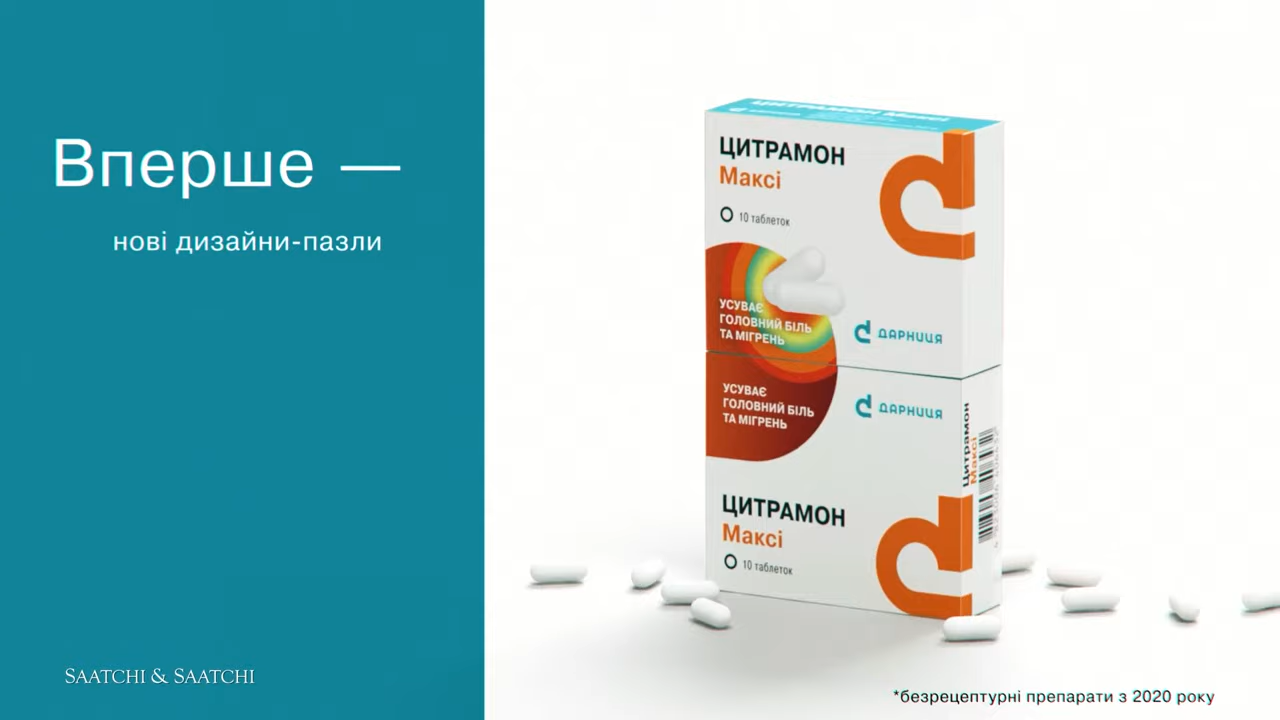 Вперше —
нові дизайни-пазли
SAATCHI & SAATCHI
ЦИТРАМОН
Максі
10 таблеток
УСУВАЄ
ГОЛОВНИЙ БІЛЬ
ТА МІГРЕНЬ
ДАРНИЦЯ
УСУВАЄ
ГОЛОВНИЙ БІЛЬ
ТА МІГРЕНЬ
ДАРНИЦЯ
ЦИТРАМОН
Максі
10 таблеток
Цитрамон
Максі
*безрецептурні препарати з 2020 року